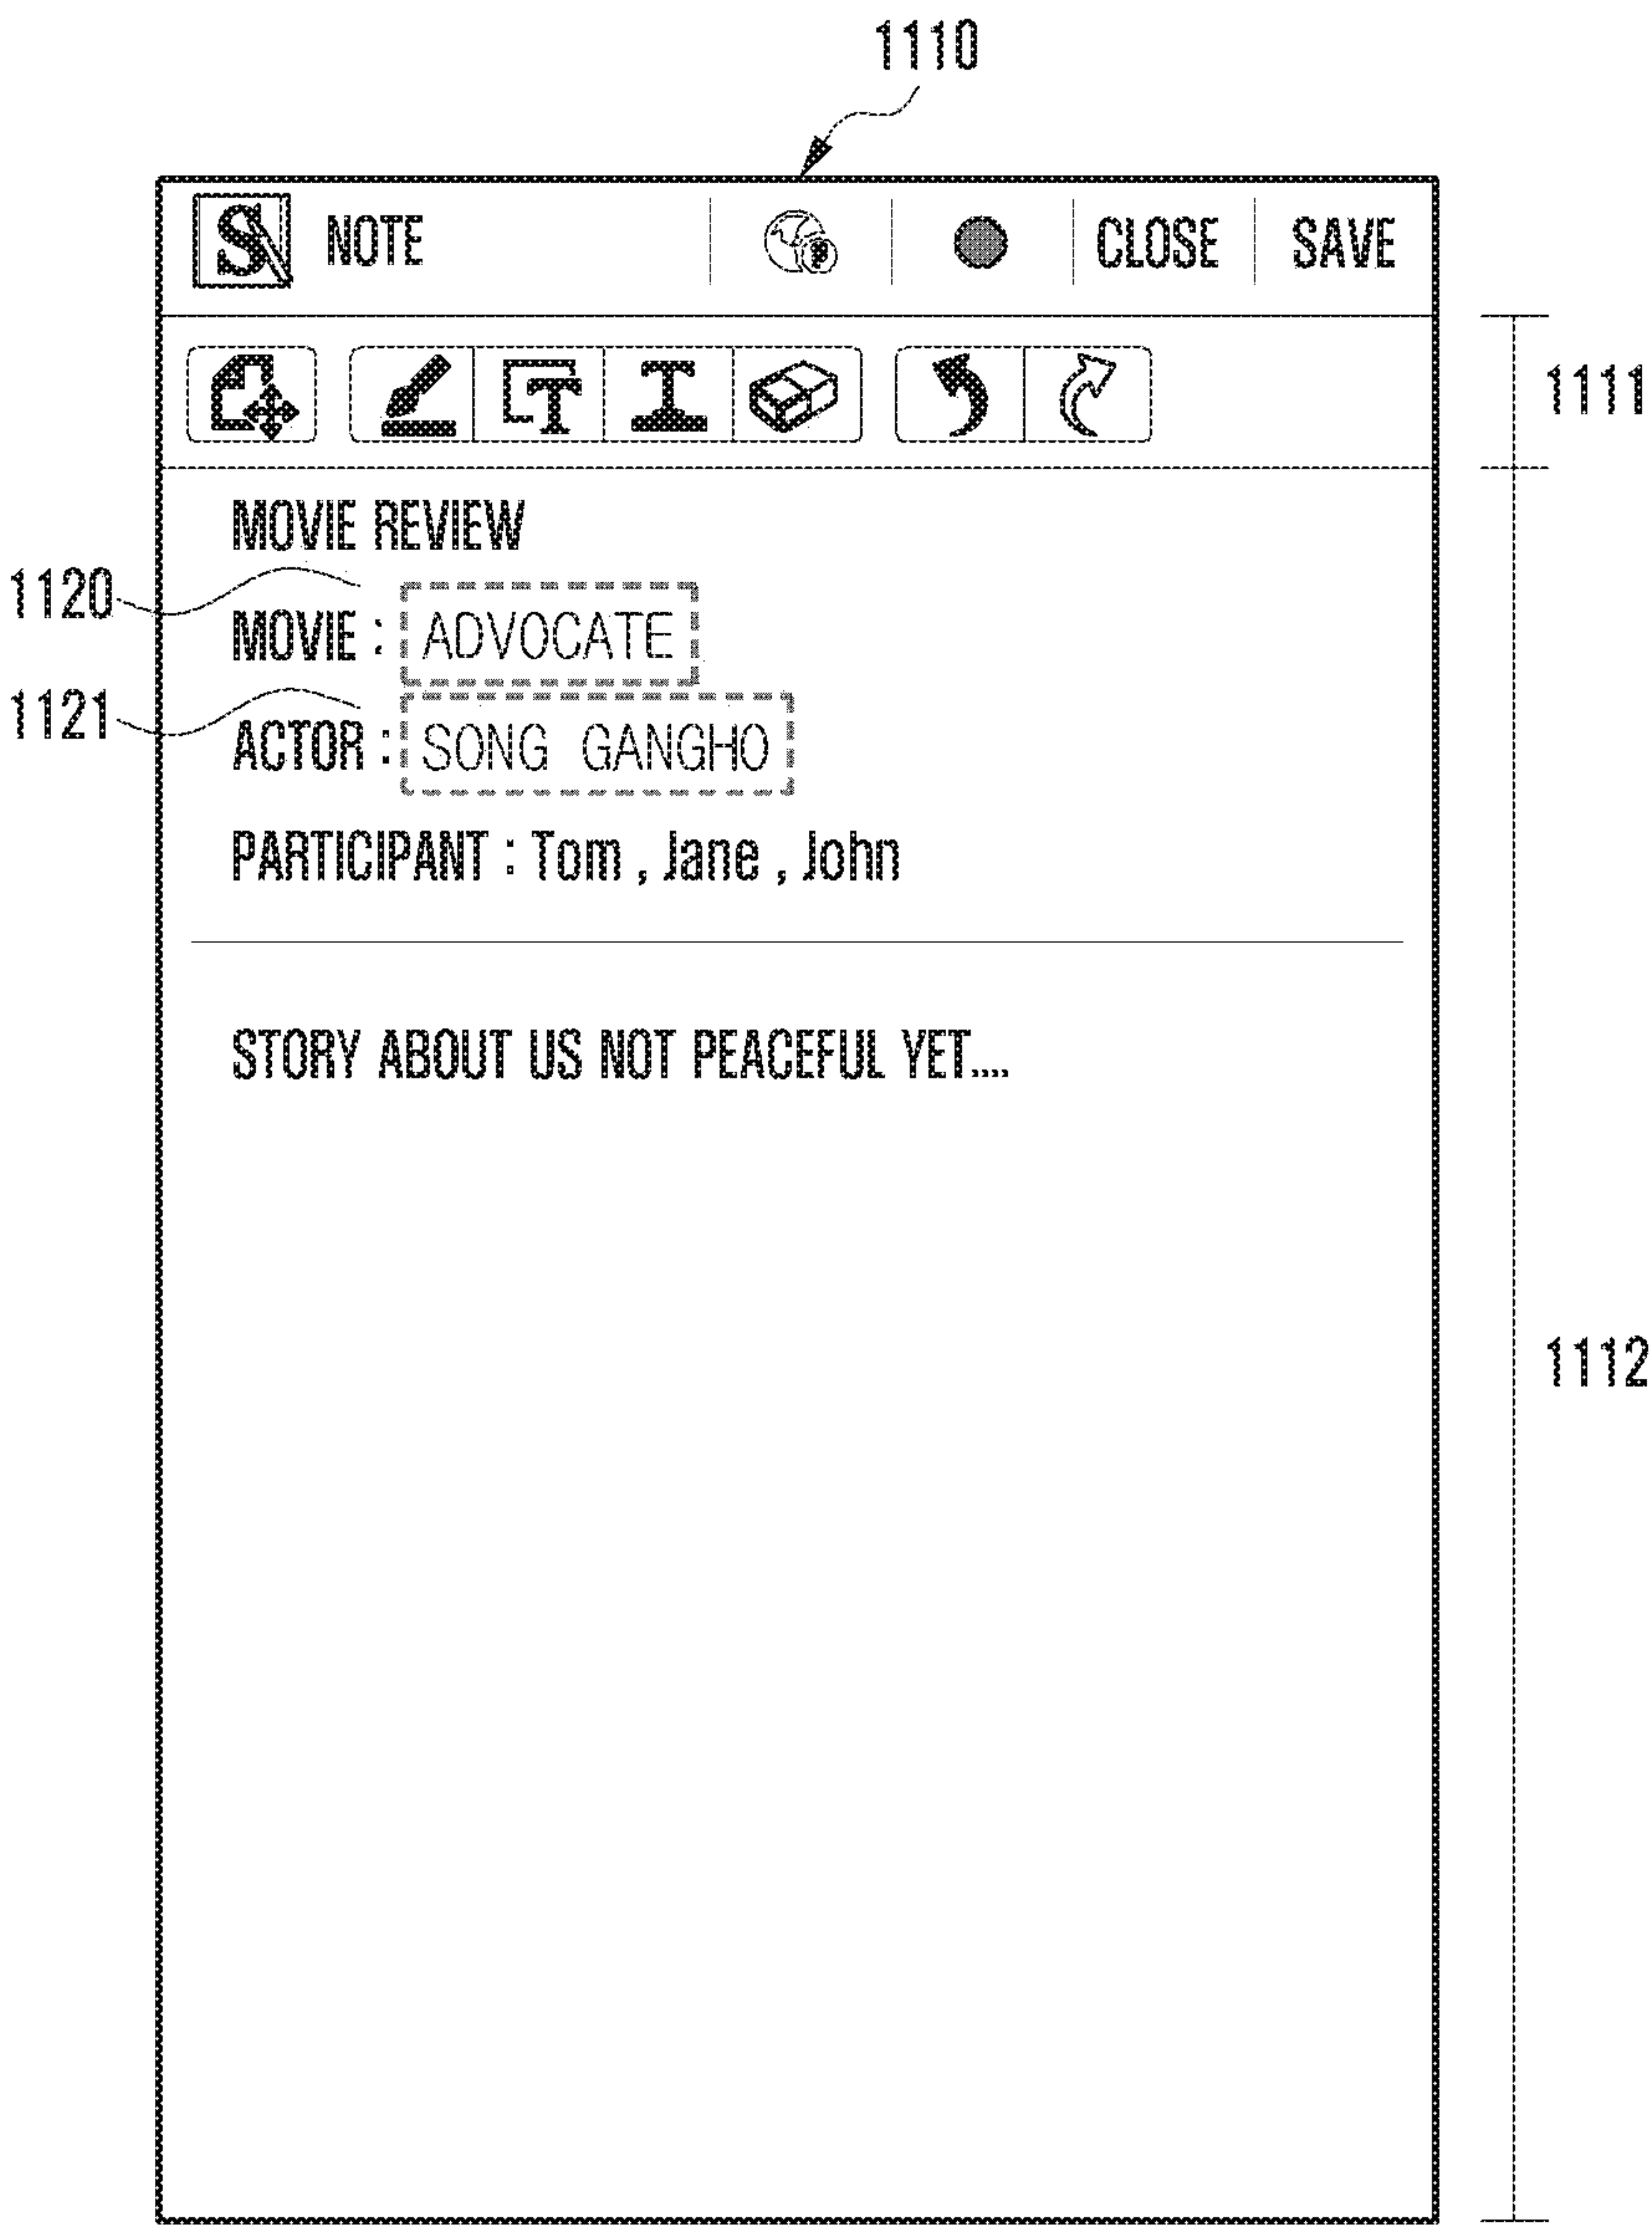 1110
S NOTE CLOSE SAVE
1111
MOVIE REVIEW
1120
MOVIE : ADVOCATE
1121
ACTOR : SONG GANGHO
PARTICIPANT : Tom , Jane , John
STORY ABOUT US NOT PEACEFUL YET....
1112